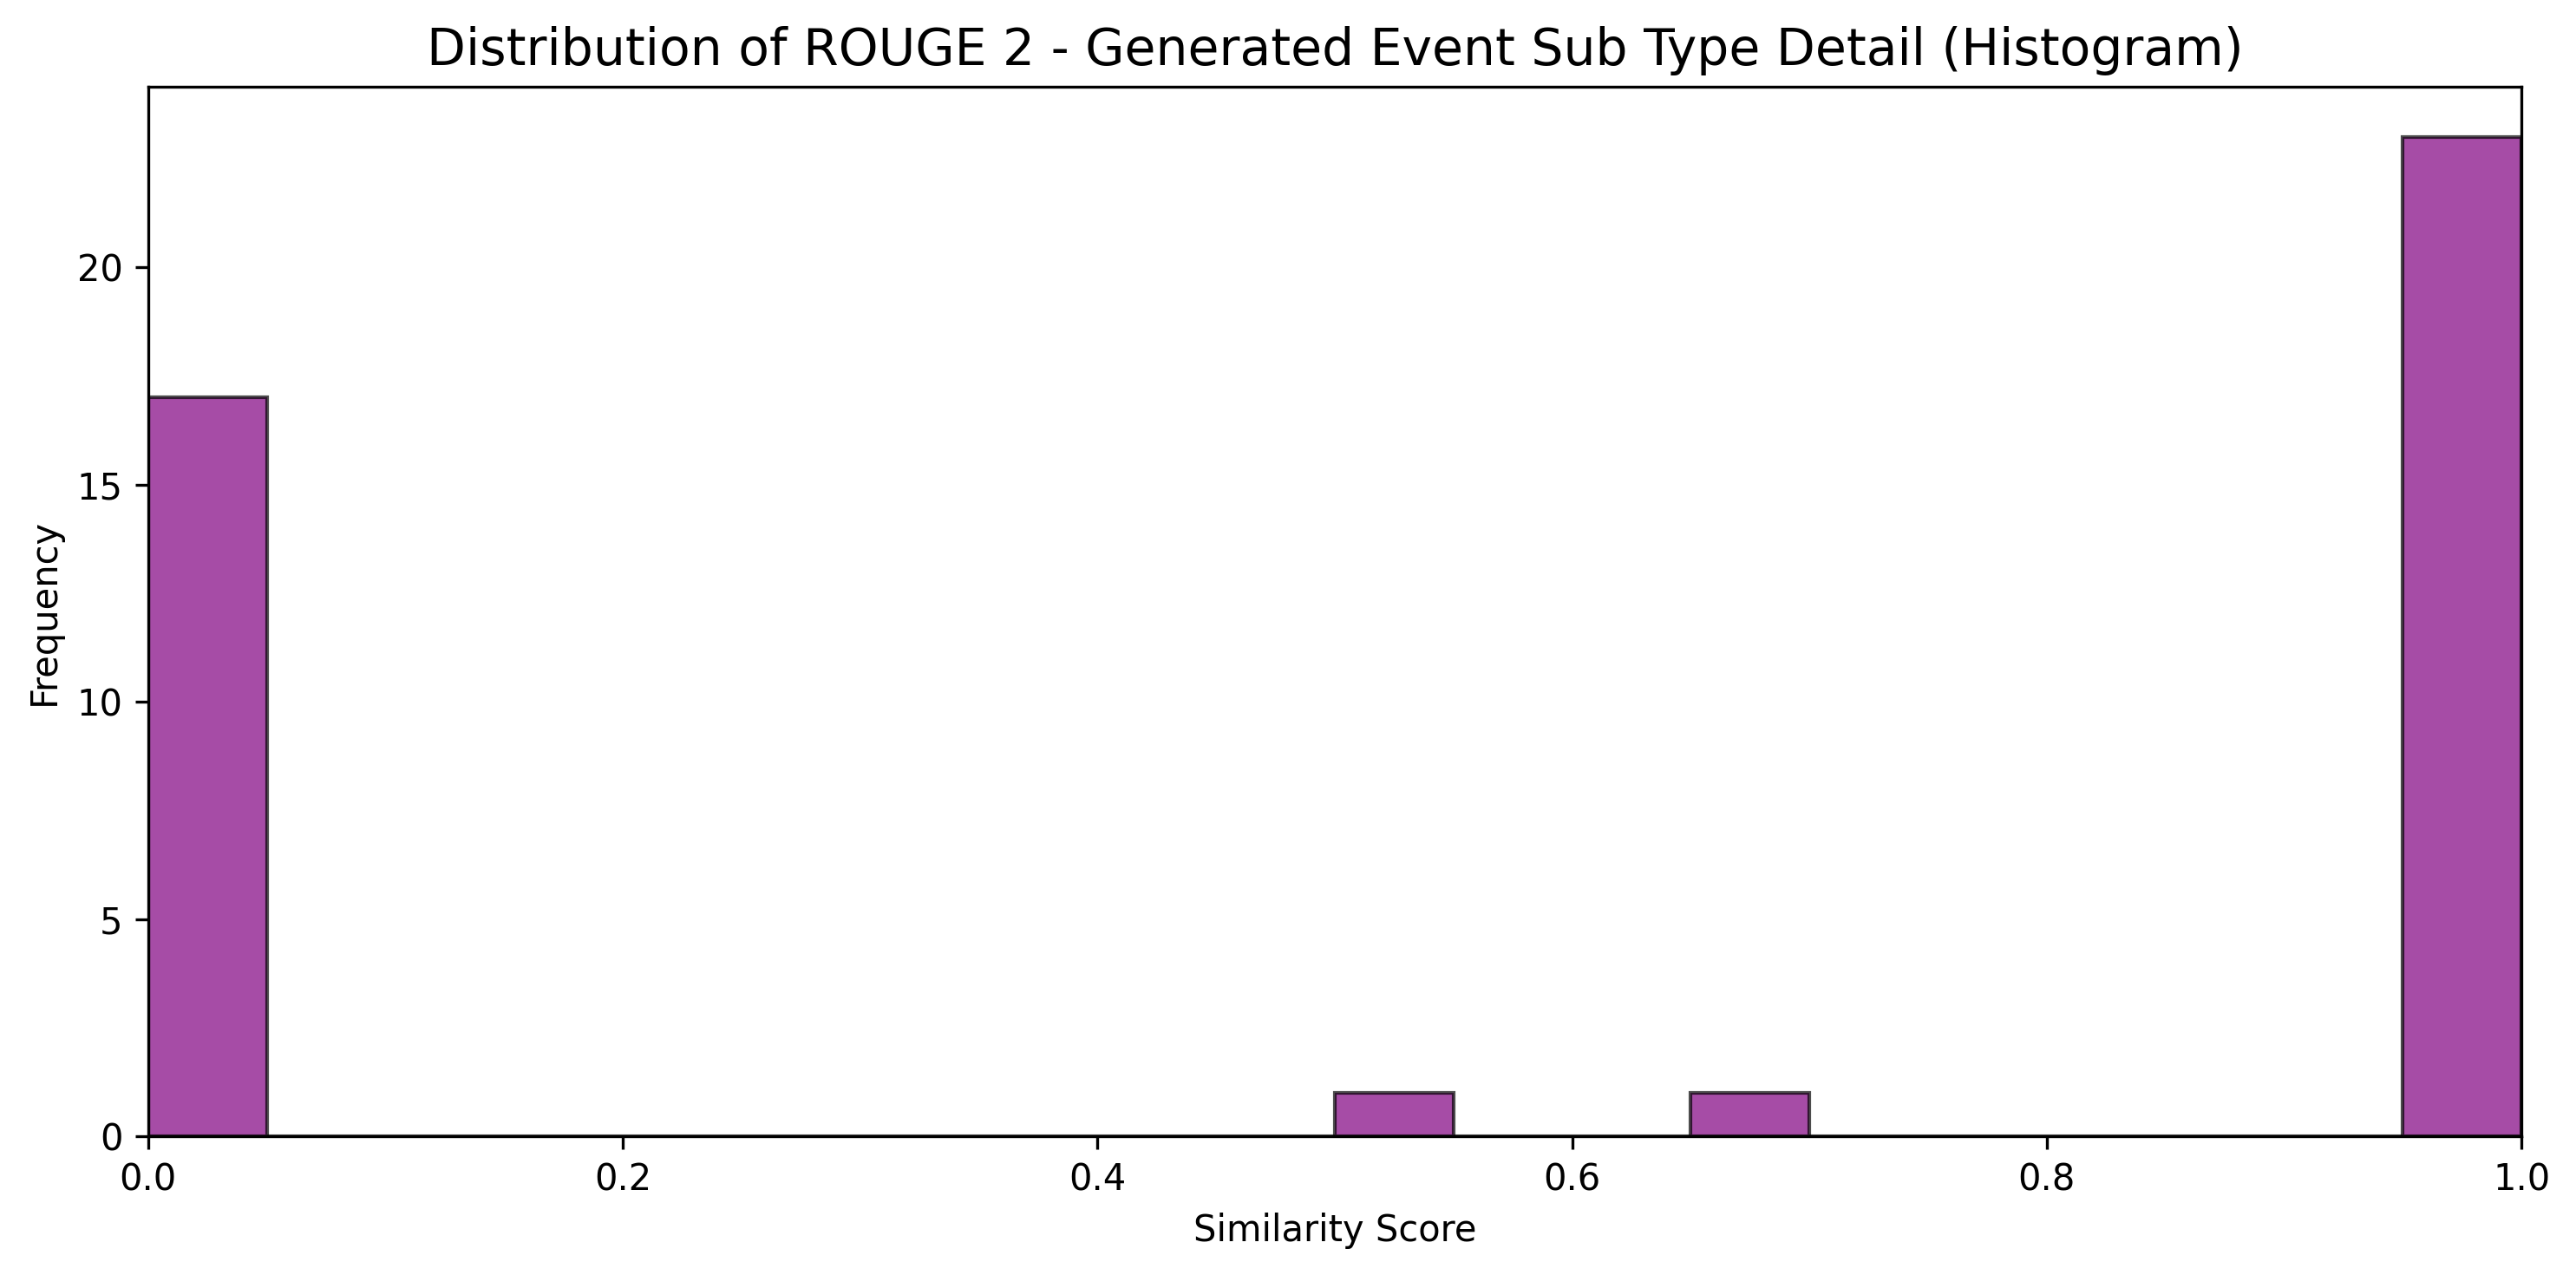 Distribution of ROUGE 2 - Generated Event Sub Type Detail (Histogram)
Frequency
20
15
10
5
0
0.0 0.2 0.4 0.6 0.8 1.0
Similarity Score